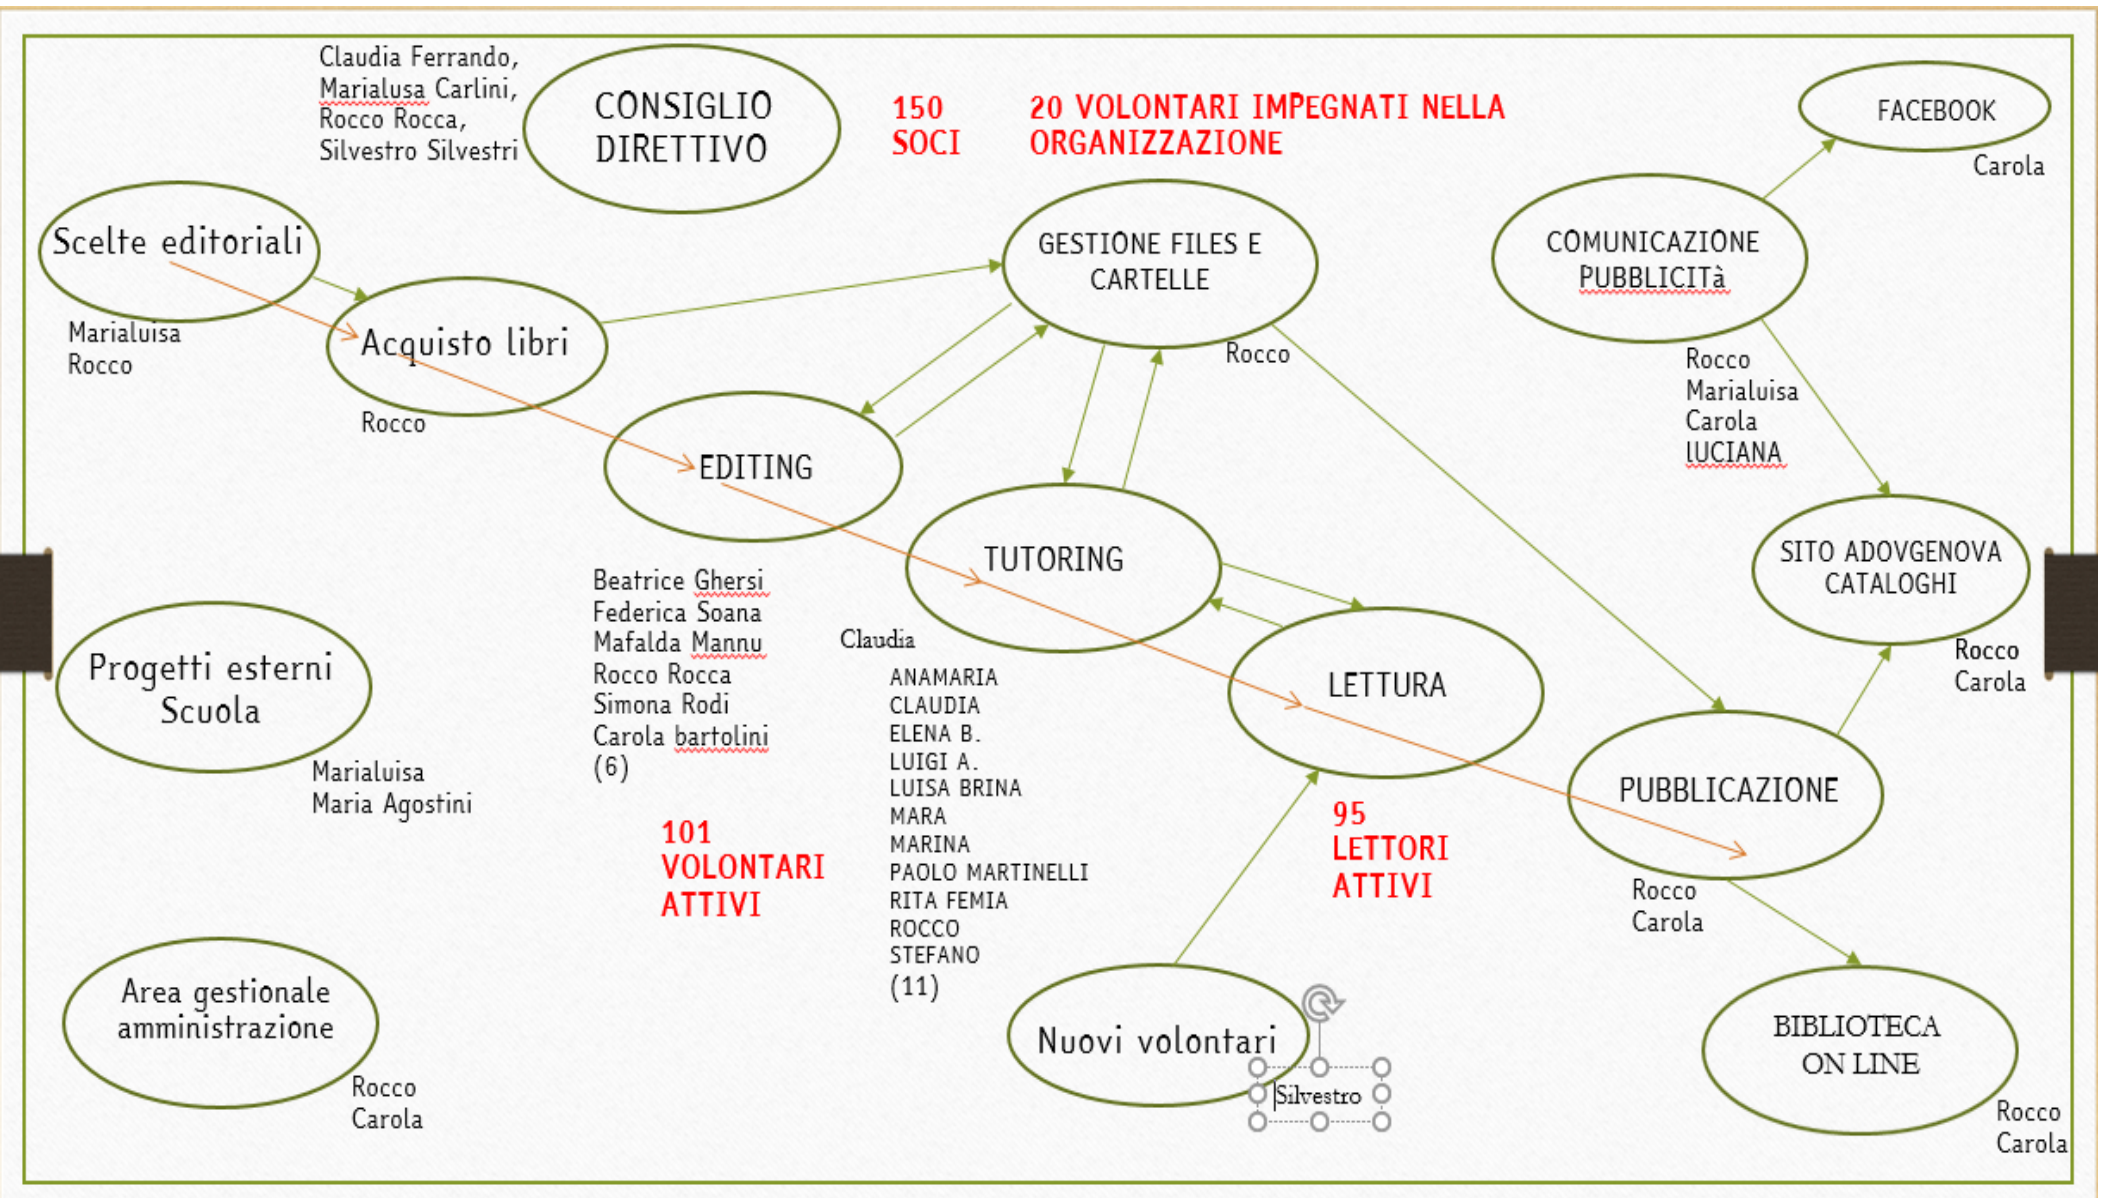 Claudia Ferrando,
Marialusa Carlini,
Rocco Rocca,
Silvestro Silvestri
CONSIGLIO
DIRETTIVO
150
SOCI
20 VOLONTARI IMPEGNATI NELLA
ORGANIZZAZIONE
FACEBOOK
Carola
Scelte editoriali
Marialuisa
Rocco
Acquisto libri
Rocco
GESTIONE FILES E
CARTELLE
Rocco
COMUNICAZIONE
PUBBLICITà
Rocco
Marialuisa
Carola
lUCIANA
EDITING
Beatrice Ghersi
Federica Soana
Mafalda Mannu
Rocco Rocca
Simona Rodi
Carola bartolini
(6)
TUTORING
Claudia
ANAMARIA
CLAUDIA
ELENA B.
LUIGI A.
LUISA BRINA
MARA
MARINA
PAOLO MARTINELLI
RITA FEMIA
ROCCO
STEFANO
(11)
SITO ADOVGENOVA
CATALOGHI
Rocco
Carola
Progetti esterni
Scuola
Marialuisa
Maria Agostini
LETTURA
95
LETTORI
ATTIVI
101
VOLONTARI
ATTIVI
PUBBLICAZIONE
Rocco
Carola
Area gestionale
amministrazione
Rocco
Carola
Nuovi volontari
Silvestro
BIBLIOTECA
ON LINE
Rocco
Carola